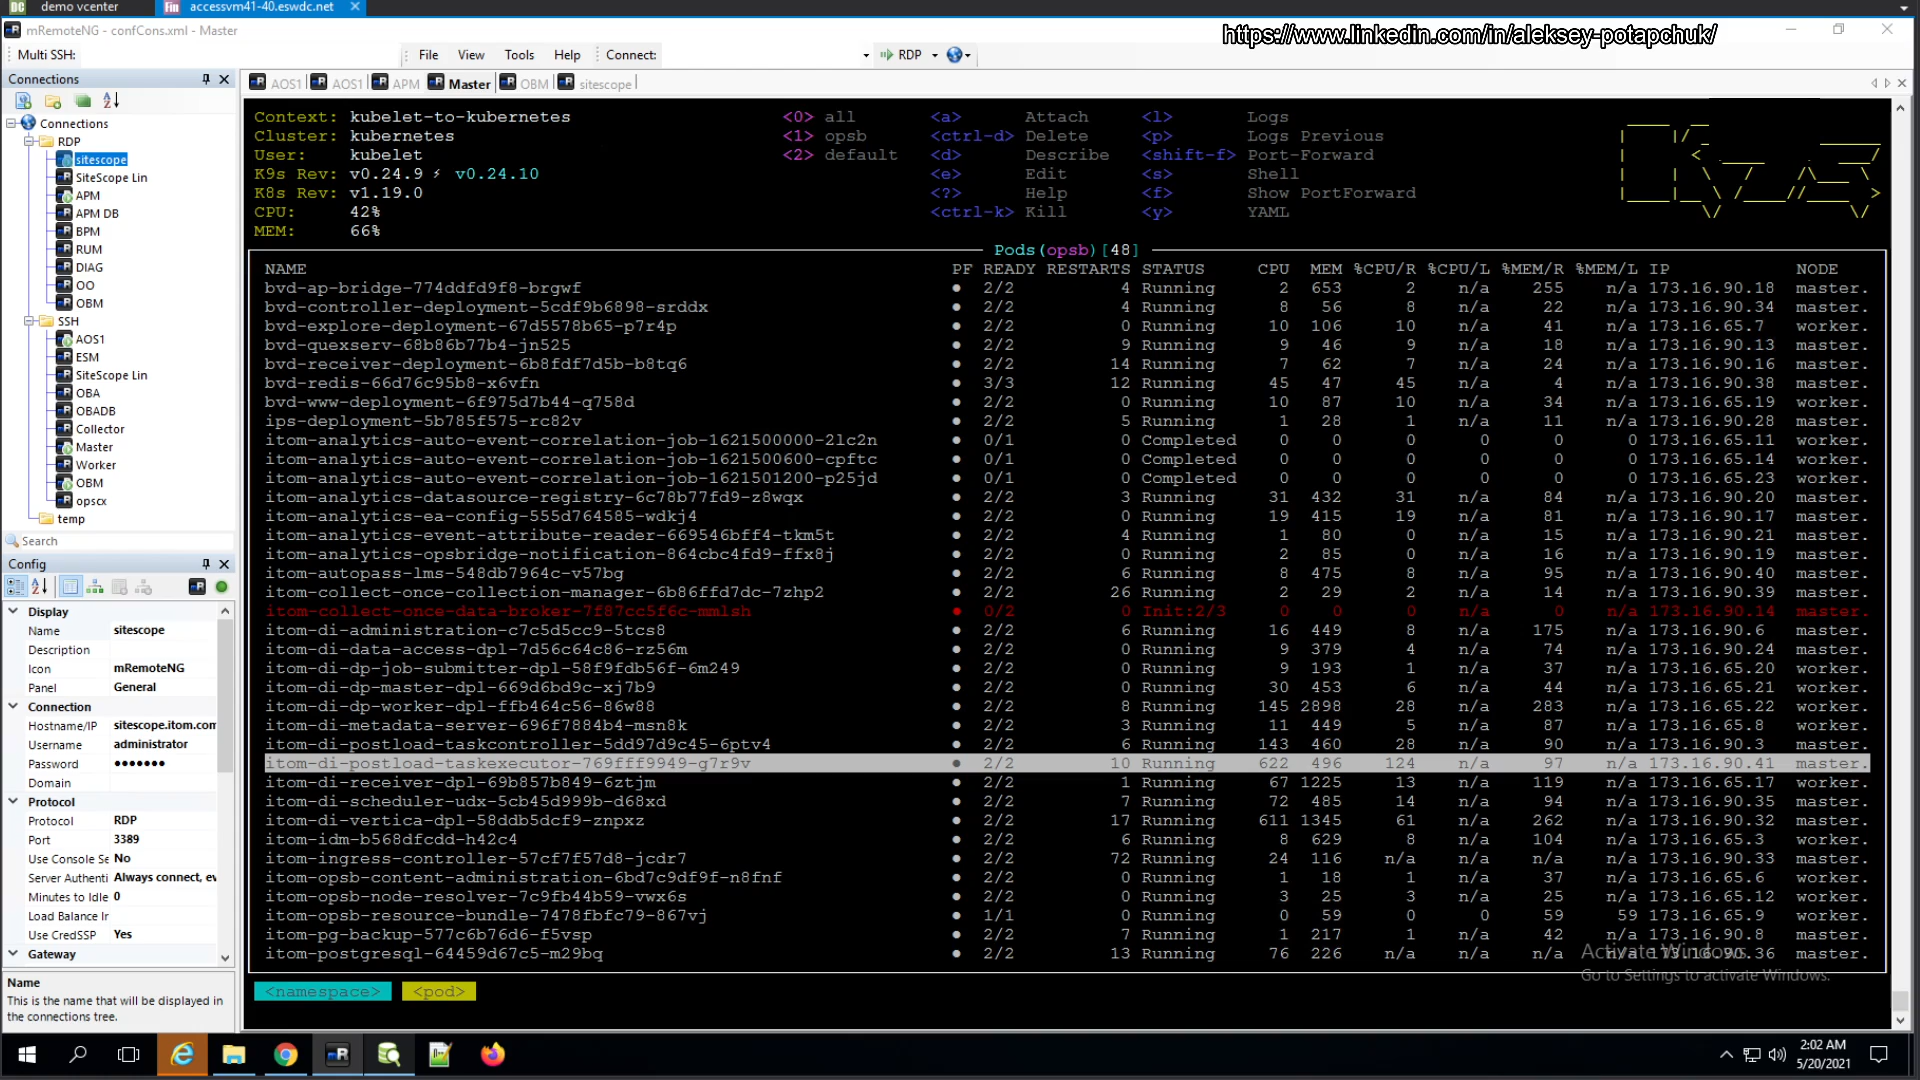 demo vcenter
accessvm41-40.eswdc.net
mRemoteNG - confCons.xml - Master
https://www.linkedin.com/in/aleksey-potapchuk/
Multi SSH:
File View Tools Help Connect: RDP
Connections
AOS1 AOS1 APM Master OBM sitescope
Connections
RDP
sitescope
SiteScope Lin
APM
APM DB
BPM
RUM
DIAG
OO
OBM
SSH
AOS1
ESM
SiteScope Lin
OBA
OBADB
Collector
Master
Worker
OBM
opscx
temp
Search
Config
Display
Name sitescope
Description
Icon mRemoteNG
Panel General
Connection
Hostname/IP sitescope.itom.com
Username administrator
Password ●●●●●●●
Domain
Protocol
Protocol RDP
Port 3389
Use Console Se No
Server Authenti Always connect, ev
Minutes to Idle 0
Load Balance Ir
Use CredSSP Yes
Gateway
Name
This is the name that will be displayed in
the connections tree.
Context: kubelet-to-kubernetes <0> all <a> Attach <l> Logs
Cluster: kubernetes <1> opsb <ctrl-d> Delete <p> Logs Previous
User: kubelet <2> default <d> Describe <shift-f> Port-Forward
K9s Rev: v0.24.9 ⚡ v0.24.10 <e> Edit <s> Shell
K8s Rev: v1.19.0 <?> Help <f> Show PortForward
CPU: 42% <ctrl-k> Kill <y> YAML
MEM: 66%
Pods(opsb)[48]
NAME PF READY RESTARTS STATUS CPU MEM %CPU/R %CPU/L %MEM/R %MEM/L IP NODE
bvd-ap-bridge-774ddfd9f8-brgwf ● 2/2 4 Running 2 653 2 n/a 255 n/a 173.16.90.18 master.
bvd-controller-deployment-5cdf9b6898-srddx ● 2/2 4 Running 8 56 8 n/a 22 n/a 173.16.90.34 master.
bvd-explore-deployment-67d5578b65-p7r4p ● 2/2 0 Running 10 106 10 n/a 41 n/a 173.16.65.7 worker.
bvd-quexserv-68b86b77b4-jn525 ● 2/2 9 Running 9 46 9 n/a 18 n/a 173.16.90.13 master.
bvd-receiver-deployment-6b8fdf7d5b-b8tq6 ● 2/2 14 Running 7 62 7 n/a 24 n/a 173.16.90.16 master.
bvd-redis-66d76c95b8-x6vfn ● 3/3 12 Running 45 47 45 n/a 4 n/a 173.16.90.38 master.
bvd-www-deployment-6f975d7b44-q758d ● 2/2 0 Running 10 87 10 n/a 34 n/a 173.16.65.19 worker.
ips-deployment-5b785f575-rc82v ● 2/2 5 Running 1 28 1 n/a 11 n/a 173.16.90.28 master.
itom-analytics-auto-event-correlation-job-1621500000-2lc2n ● 0/1 0 Completed 0 0 0 0 0 0 173.16.65.11 worker.
itom-analytics-auto-event-correlation-job-1621500600-cpftc ● 0/1 0 Completed 0 0 0 0 0 0 173.16.65.14 worker.
itom-analytics-auto-event-correlation-job-1621501200-p25jd ● 0/1 0 Completed 0 0 0 0 0 0 173.16.65.23 worker.
itom-analytics-datasource-registry-6c78b77fd9-z8wqx ● 2/2 3 Running 31 432 31 n/a 84 n/a 173.16.90.20 master.
itom-analytics-ea-config-555d764585-wdkj4 ● 2/2 0 Running 19 415 19 n/a 81 n/a 173.16.90.17 master.
itom-analytics-event-attribute-reader-669546bff4-tkm5t ● 2/2 4 Running 1 80 0 n/a 15 n/a 173.16.90.21 master.
itom-analytics-opsbridge-notification-864cbc4fd9-ffx8j ● 2/2 0 Running 2 85 0 n/a 16 n/a 173.16.90.19 master.
itom-autopass-lms-548db7964c-v57bg ● 2/2 6 Running 8 475 8 n/a 95 n/a 173.16.90.40 master.
itom-collect-once-collection-manager-6b86ffd7dc-7zhp2 ● 2/2 26 Running 2 29 2 n/a 14 n/a 173.16.90.39 master.
itom-collect-once-data-broker-7f87cc5f6c-mmlsh ● 0/2 0 Init:2/3 0 0 0 n/a 0 n/a 173.16.90.14 master.
itom-di-administration-c7c5d5cc9-5tcs8 ● 2/2 6 Running 16 449 8 n/a 175 n/a 173.16.90.6 master.
itom-di-data-access-dpl-7d56c64c86-rz56m ● 2/2 0 Running 9 379 4 n/a 74 n/a 173.16.90.24 master.
itom-di-dp-job-submitter-dpl-58f9fdb56f-6m249 ● 2/2 0 Running 9 193 1 n/a 37 n/a 173.16.65.20 worker.
itom-di-dp-master-dpl-669d6bd9c-xj7b9 ● 2/2 0 Running 30 453 6 n/a 44 n/a 173.16.65.21 worker.
itom-di-dp-worker-dpl-ffb464c56-86w88 ● 2/2 8 Running 145 2898 28 n/a 283 n/a 173.16.65.22 worker.
itom-di-metadata-server-696f7884b4-msn8k ● 2/2 3 Running 11 449 5 n/a 87 n/a 173.16.65.8 worker.
itom-di-postload-taskcontroller-5dd97d9c45-6ptv4 ● 2/2 6 Running 143 460 28 n/a 90 n/a 173.16.90.3 master.
itom-di-postload-taskexecutor-769fff9949-g7r9v ● 2/2 10 Running 622 496 124 n/a 97 n/a 173.16.90.41 master.
itom-di-receiver-dpl-69b857b849-6ztjm ● 2/2 1 Running 67 1225 13 n/a 119 n/a 173.16.65.17 worker.
itom-di-scheduler-udx-5cb45d999b-d68xd ● 2/2 7 Running 72 485 14 n/a 94 n/a 173.16.90.35 master.
itom-di-vertica-dpl-58ddb5dcf9-znpxz ● 2/2 17 Running 611 1345 61 n/a 262 n/a 173.16.90.32 master.
itom-idm-b568dfcdd-h42c4 ● 2/2 6 Running 8 629 8 n/a 104 n/a 173.16.65.3 worker.
itom-ingress-controller-57cf7f57d8-jcdr7 ● 2/2 72 Running 24 116 n/a n/a n/a n/a 173.16.90.33 master.
itom-opsb-content-administration-6bd7c9df9f-n8fnf ● 2/2 0 Running 1 18 1 n/a 37 n/a 173.16.65.6 worker.
itom-opsb-node-resolver-7c9fb44b59-vwx6s ● 2/2 0 Running 3 25 3 n/a 25 n/a 173.16.65.12 worker.
itom-opsb-resource-bundle-7478fbfc79-867vj ● 1/1 0 Running 0 59 0 0 59 59 173.16.65.9 worker.
itom-pg-backup-577c6b76d6-f5vsp ● 2/2 7 Running 1 217 1 n/a 42 n/a 173.16.90.8 master.
itom-postgresql-64459d67c5-m29bq ● 2/2 13 Running 76 226 n/a n/a n/a n/a 173.16.90.36 master.
Activate Windows
Go to Settings to activate Windows.
<namespace> <pod>
2:02 AM
5/20/2021